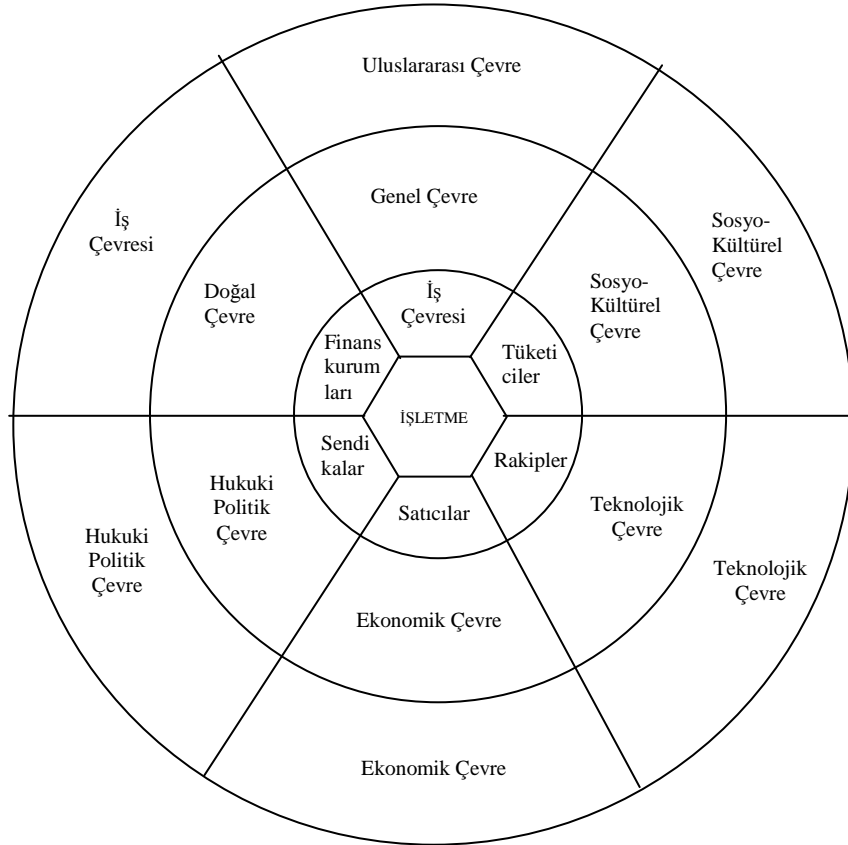 Uluslararası Çevre
Genel Çevre
İş
Çevresi
Sosyo-
Kültürel
Çevre
Doğal
Çevre
Sosyo-
Kültürel
Çevre
İş
Çevresi
Finans
kurum
ları
Tüketi
ciler
İŞLETME
Sendi
kalar
Rakipler
Satıcılar
Hukuki
Politik
Çevre
Teknolojik
Çevre
Hukuki
Politik
Çevre
Teknolojik
Çevre
Ekonomik Çevre
Ekonomik Çevre